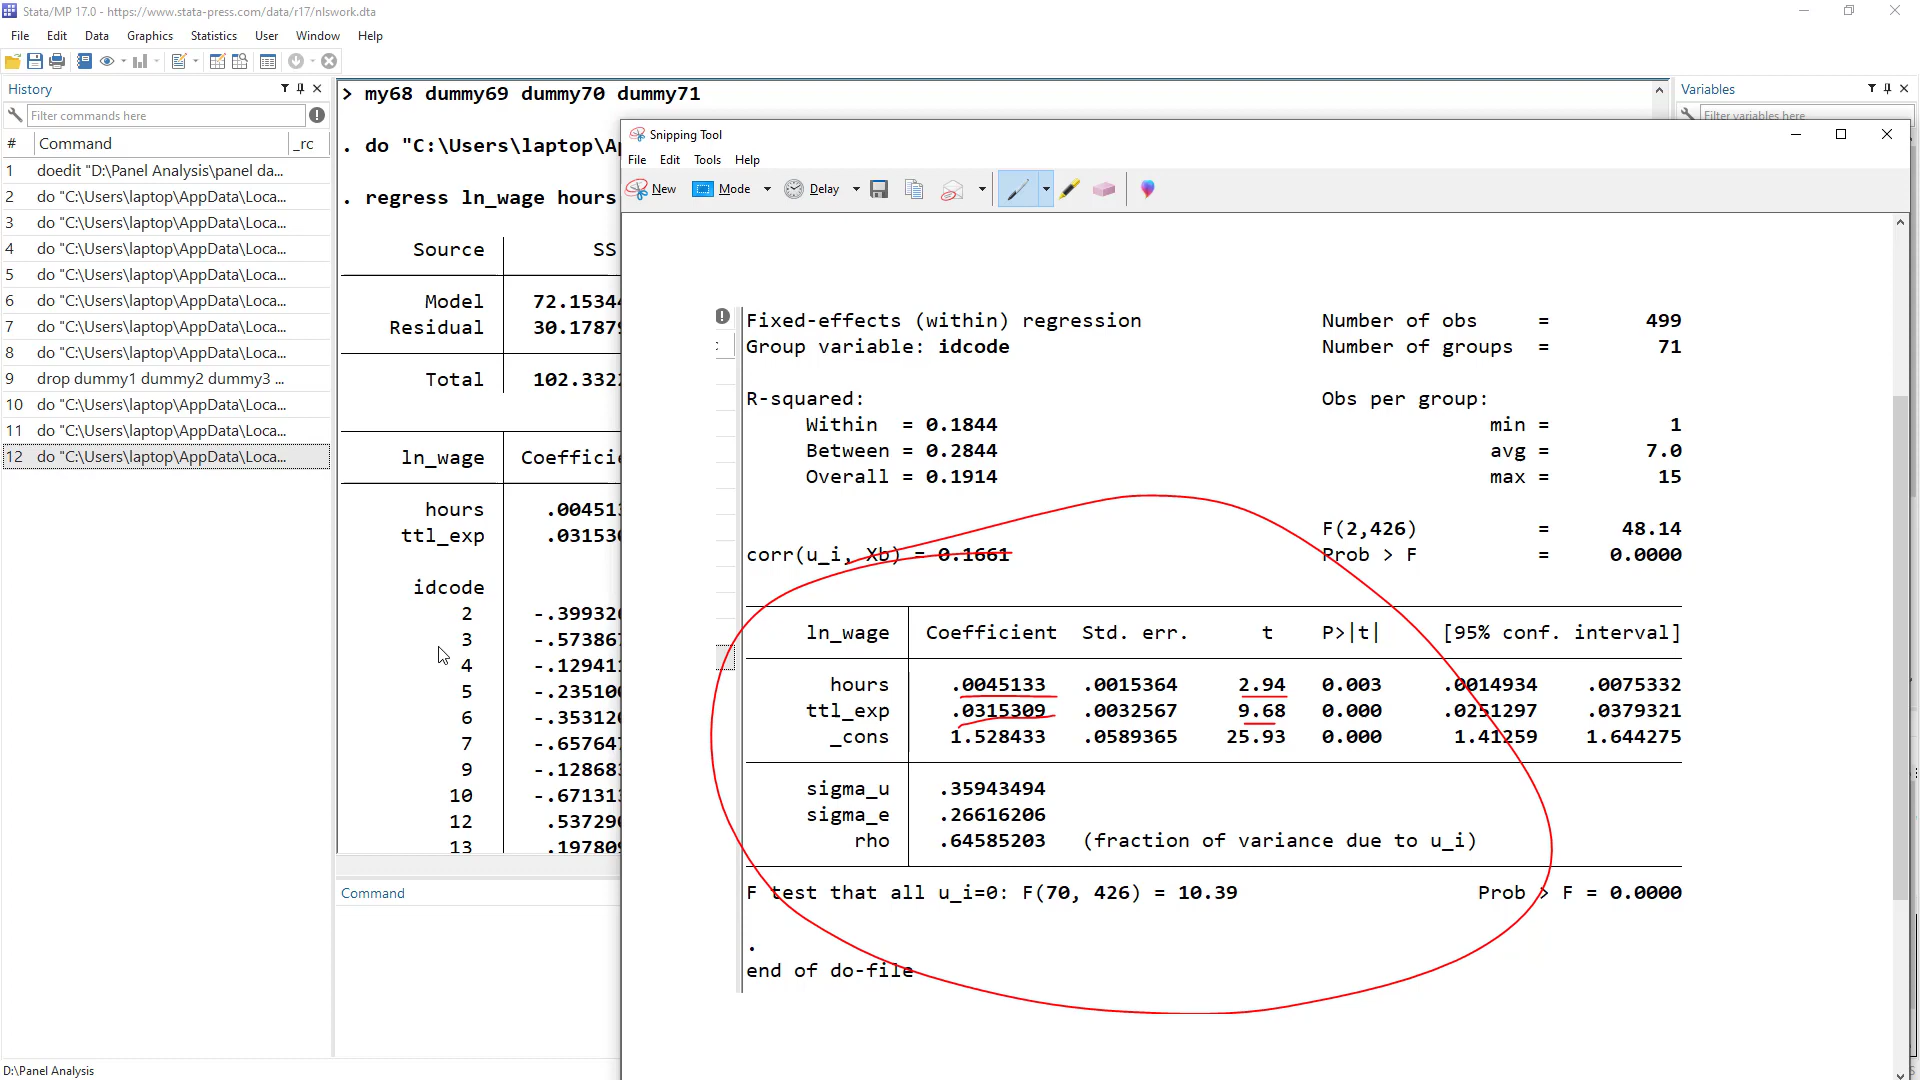 Stata/MP 17.0 - https://www.stata-press.com/data/r17/nlswork.dta
File Edit Data Graphics Statistics User Window Help
History
Filter commands here
# Command _rc
1 doedit "D:\Panel Analysis\panel da...
2 do "C:\Users\laptop\AppData\Loca...
3 do "C:\Users\laptop\AppData\Loca...
4 do "C:\Users\laptop\AppData\Loca...
5 do "C:\Users\laptop\AppData\Loca...
6 do "C:\Users\laptop\AppData\Loca...
7 do "C:\Users\laptop\AppData\Loca...
8 do "C:\Users\laptop\AppData\Loca...
9 drop dummy1 dummy2 dummy3 ...
10 do "C:\Users\laptop\AppData\Loca...
11 do "C:\Users\laptop\AppData\Loca...
12 do "C:\Users\laptop\AppData\Loca...
> my68 dummy69 dummy70 dummy71
. do "C:\Users\laptop\A
. regress ln_wage hours
Source SS
Model 72.1534
Residual 30.1787
Total 102.332
ln_wage Coeffici
hours .00451
ttl_exp .03153
idcode
2 -.39932
3 -.57386
4 -.12941
5 -.23510
6 -.35312
7 -.65764
9 -.12868
10 -.67131
12 .53729
13 .19780
Command
Variables
Filter variables here
Snipping Tool
File Edit Tools Help
New Mode Delay
Fixed-effects (within) regression Number of obs = 499
Group variable: idcode Number of groups = 71
R-squared: Obs per group:
Within = 0.1844 min = 1
Between = 0.2844 avg = 7.0
Overall = 0.1914 max = 15
F(2,426) = 48.14
corr(u_i, Xb) = 0.1661 Prob > F = 0.0000
ln_wage Coefficient Std. err. t P>|t| [95% conf. interval]
hours .0045133 .0015364 2.94 0.003 .0014934 .0075332
ttl_exp .0315309 .0032567 9.68 0.000 .0251297 .0379321
_cons 1.528433 .0589365 25.93 0.000 1.41259 1.644275
sigma_u .35943494
sigma_e .26616206
rho .64585203 (fraction of variance due to u_i)
F test that all u_i=0: F(70, 426) = 10.39 Prob > F = 0.0000
.
end of do-file
D:\Panel Analysis